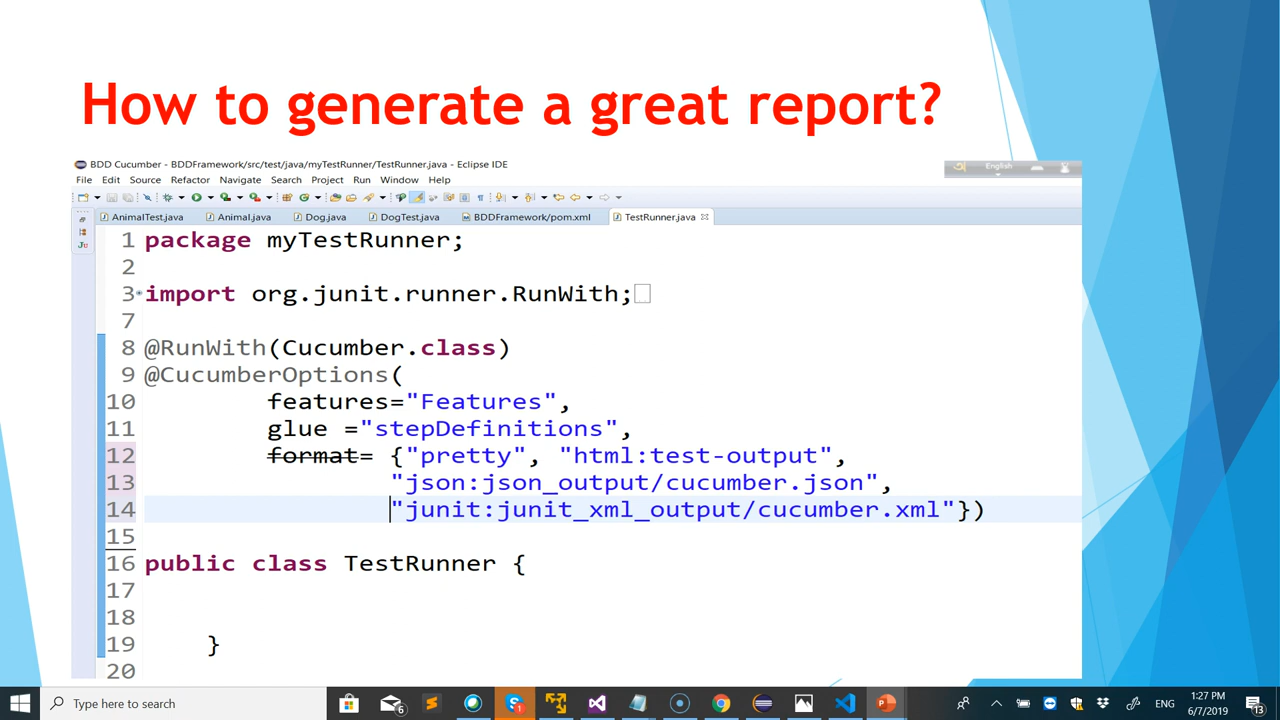 How to generate a great report?
BDD Cucumber - BDDFramework/src/test/java/myTestRunner/TestRunner.java - Eclipse IDE
English
File Edit Source Refactor Navigate Search Project Run Window Help
AnimalTest.java Animal.java Dog.java DogTest.java BDDFramework/pom.xml TestRunner.java
1 package myTestRunner;
2
3 import org.junit.runner.RunWith;
7
8 @RunWith(Cucumber.class)
9 @CucumberOptions(
10 features="Features",
11 glue ="stepDefinitions",
12 format= {"pretty", "html:test-output",
13 "json:json_output/cucumber.json",
14 "junit:junit_xml_output/cucumber.xml"})
15
16 public class TestRunner {
17
18
19 }
20
Type here to search
6
1
ENG
1:27 PM
6/7/2019
13